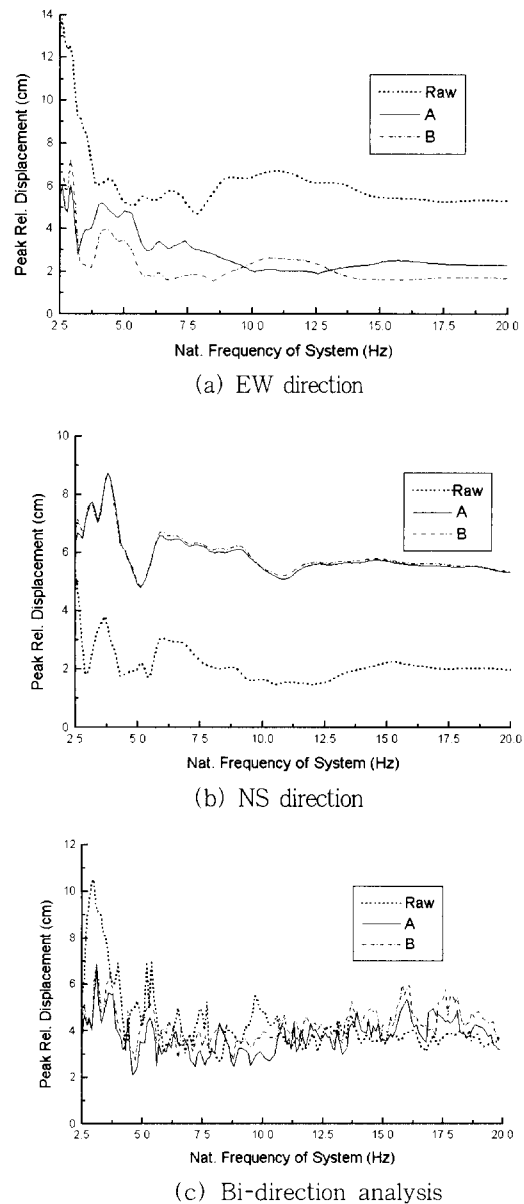 14
12
10
8
6
4
2
0
Peak Rel. Displacement (cm)
Raw
A
B
2.5 5.0 7.5 10.0 12.5 15.0 17.5 20.0
Nat. Frequency of System (Hz)
(a) EW direction
10
8
6
4
2
0
Peak Rel. Displacement (cm)
Raw
A
B
2.5 5.0 7.5 10.0 12.5 15.0 17.5 20.0
Nat. Frequency of System (Hz)
(b) NS direction
12
10
8
6
4
2
0
Peak Rel. Displacement (cm)
Raw
A
B
2.5 5.0 7.5 10.0 12.5 15.0 17.5 20.0
Nat. Frequency of System (Hz)
(c) Bi-direction analysis